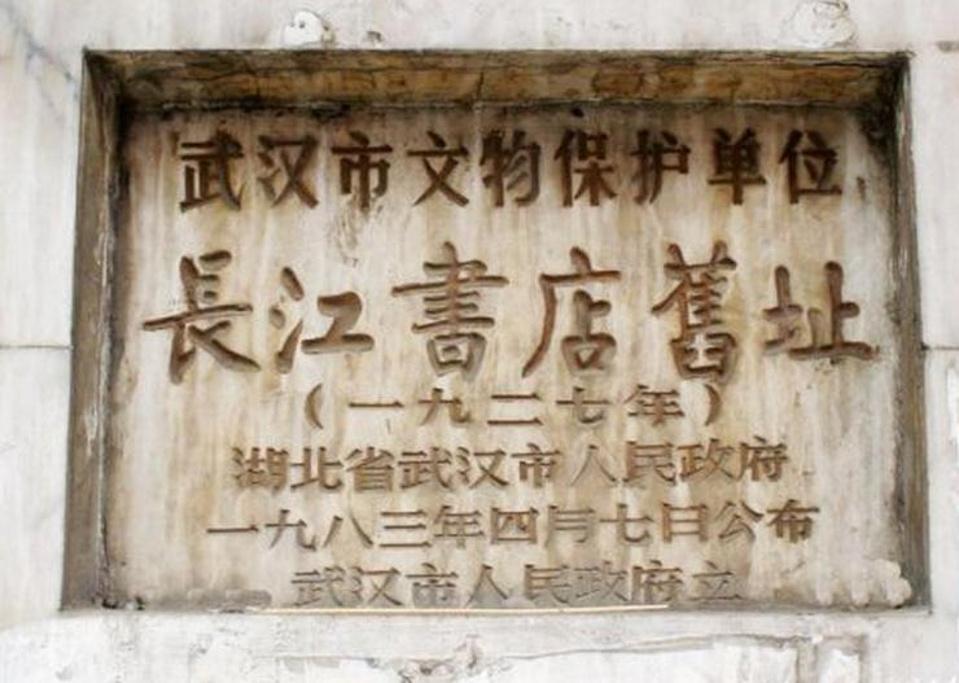 武汉市文物保护单位
長江書店舊址
（一九二七年）
湖北省武汉市人民政府
一九八三年四月七日公布
武汉市人民政府立